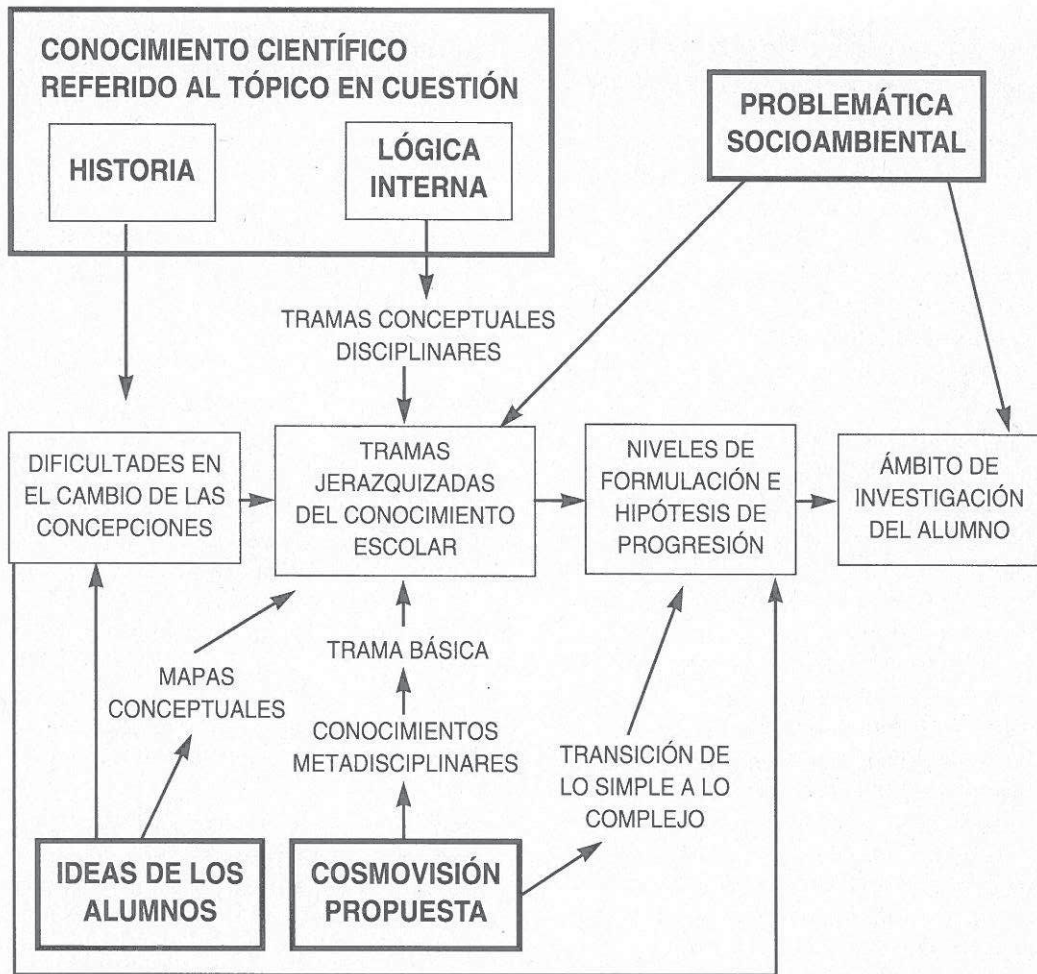 CONOCIMIENTO CIENTÍFICO
REFERIDO AL TÓPICO EN CUESTIÓN
HISTORIA
LÓGICA
INTERNA
PROBLEMÁTICA
SOCIOAMBIENTAL
TRAMAS CONCEPTUALES
DISCIPLINARES
DIFICULTADES EN
EL CAMBIO DE LAS
CONCEPCIONES
TRAMAS
JERAZQUIZADAS
DEL CONOCIMIENTO
ESCOLAR
NIVELES DE
FORMULACIÓN E
HIPÓTESIS DE
PROGRESIÓN
ÁMBITO DE
INVESTIGACIÓN
DEL ALUMNO
MAPAS
CONCEPTUALES
TRAMA BÁSICA
CONOCIMIENTOS
METADISCIPLINARES
TRANSICIÓN DE
LO SIMPLE A LO
COMPLEJO
IDEAS DE LOS
ALUMNOS
COSMOVISIÓN
PROPUESTA